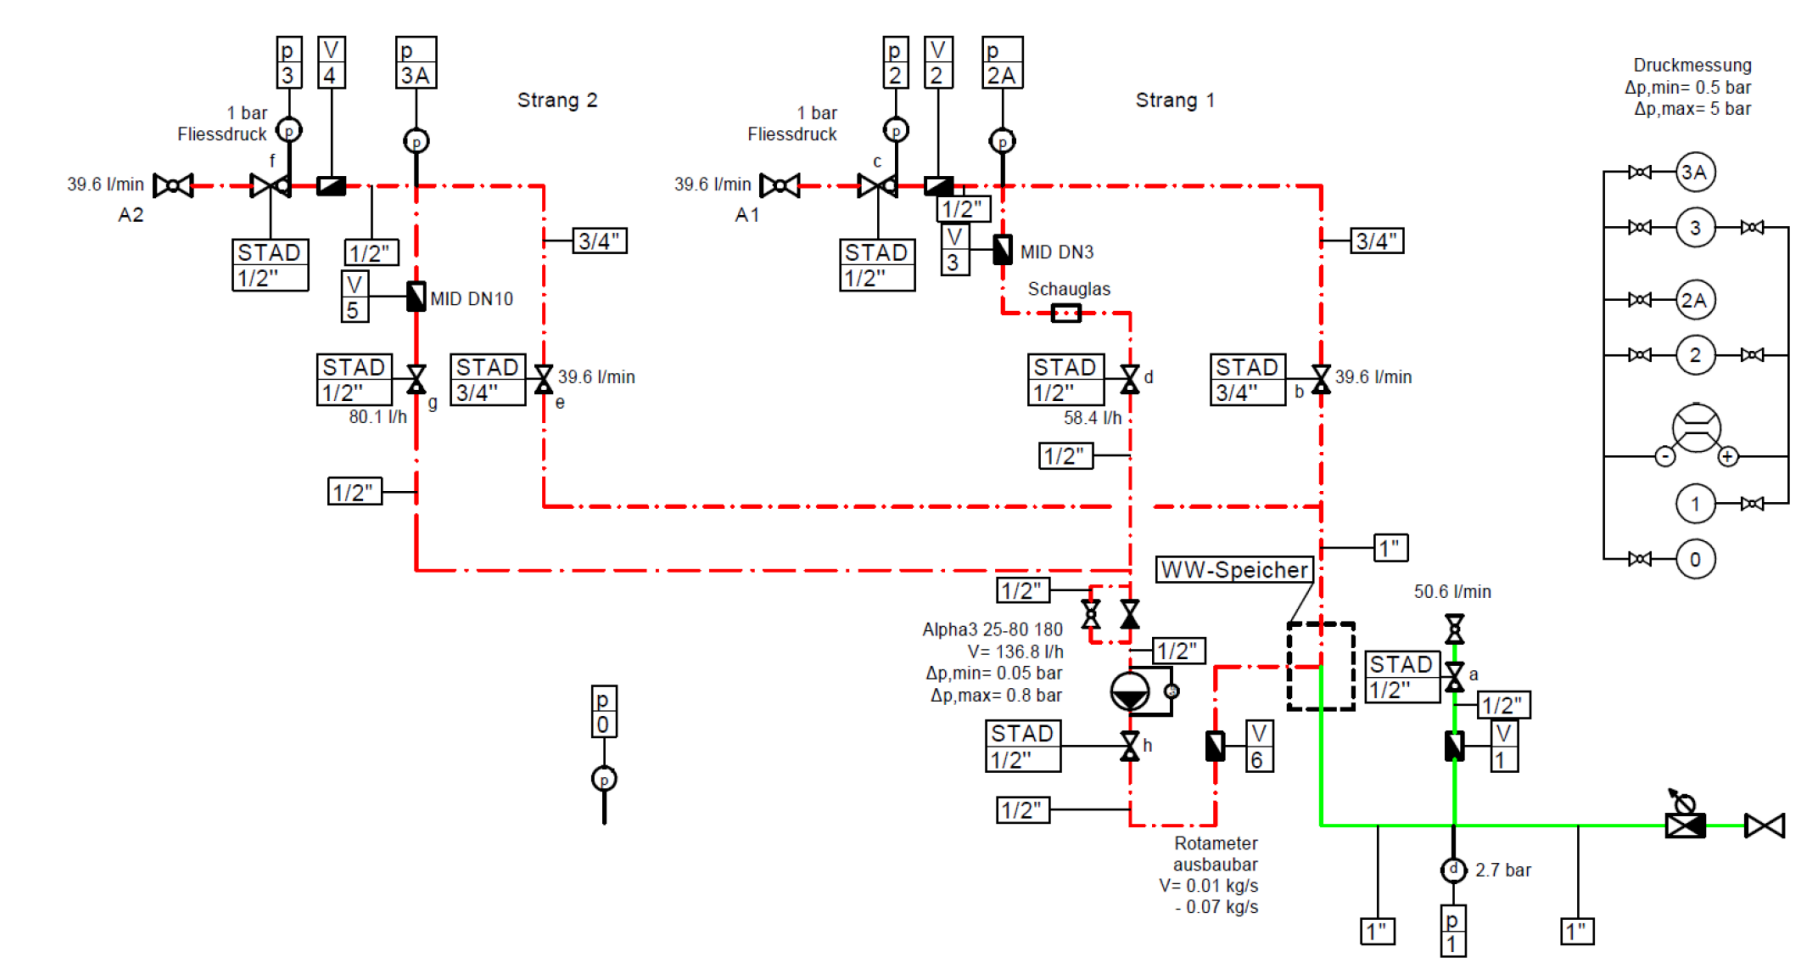 p
3
V
4
p
3A
Strang 2
1 bar
Fliessdruck
p
p
f
39.6 l/min
A2
STAD
1/2"
1/2"
3/4"
V
5
MID DN10
STAD
1/2"
80.1 l/h
g
STAD
3/4"
39.6 l/min
e
1/2"
p
2
V
2
p
2A
Strang 1
1 bar
Fliessdruck
p
p
c
39.6 l/min
A1
STAD
1/2"
1/2"
V
3
MID DN3
3/4"
Schauglas
STAD
1/2"
d
58.4 l/h
STAD
3/4"
39.6 l/min
b
1/2"
1"
WW-Speicher
1/2"
Alpha3 25-80 180
V= 136.8 l/h
Δp,min= 0.05 bar
Δp,max= 0.8 bar
1/2"
STAD
1/2"
h
V
6
1/2"
Rotameter
ausbaubar
V= 0.01 kg/s
- 0.07 kg/s
p
0
p
50.6 l/min
STAD
1/2"
a
1/2"
V
1
d
2.7 bar
p
1
1"
1"
Druckmessung
Δp,min= 0.5 bar
Δp,max= 5 bar
3A
3
2A
2
-
+
1
0